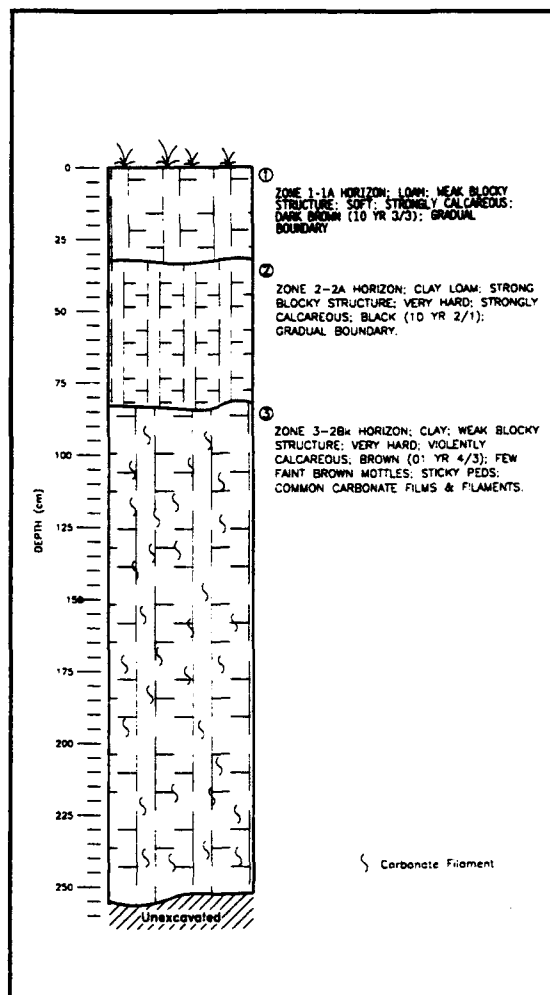 0
25
50
75
100
125
150
175
200
225
250
DEPTH (cm)
①
ZONE 1-1A HORIZON; LOAM; WEAK BLOCKY
STRUCTURE; SOFT; STRONGLY CALCAREOUS;
DARK BROWN (10 YR 3/3); GRADUAL
BOUNDARY
②
ZONE 2-2A HORIZON; CLAY LOAM; STRONG
BLOCKY STRUCTURE; VERY HARD; STRONGLY
CALCAREOUS; BLACK (10 YR 2/1);
GRADUAL BOUNDARY.
③
ZONE 3-2Bk HORIZON; CLAY; WEAK BLOCKY
STRUCTURE; VERY HARD; VIOLENTLY
CALCAREOUS; BROWN (01 YR 4/3); FEW
FAINT BROWN MOTTLES; STICKY PEDS;
COMMON CARBONATE FILMS & FILAMENTS.
Carbonate Filament
Unexcavated